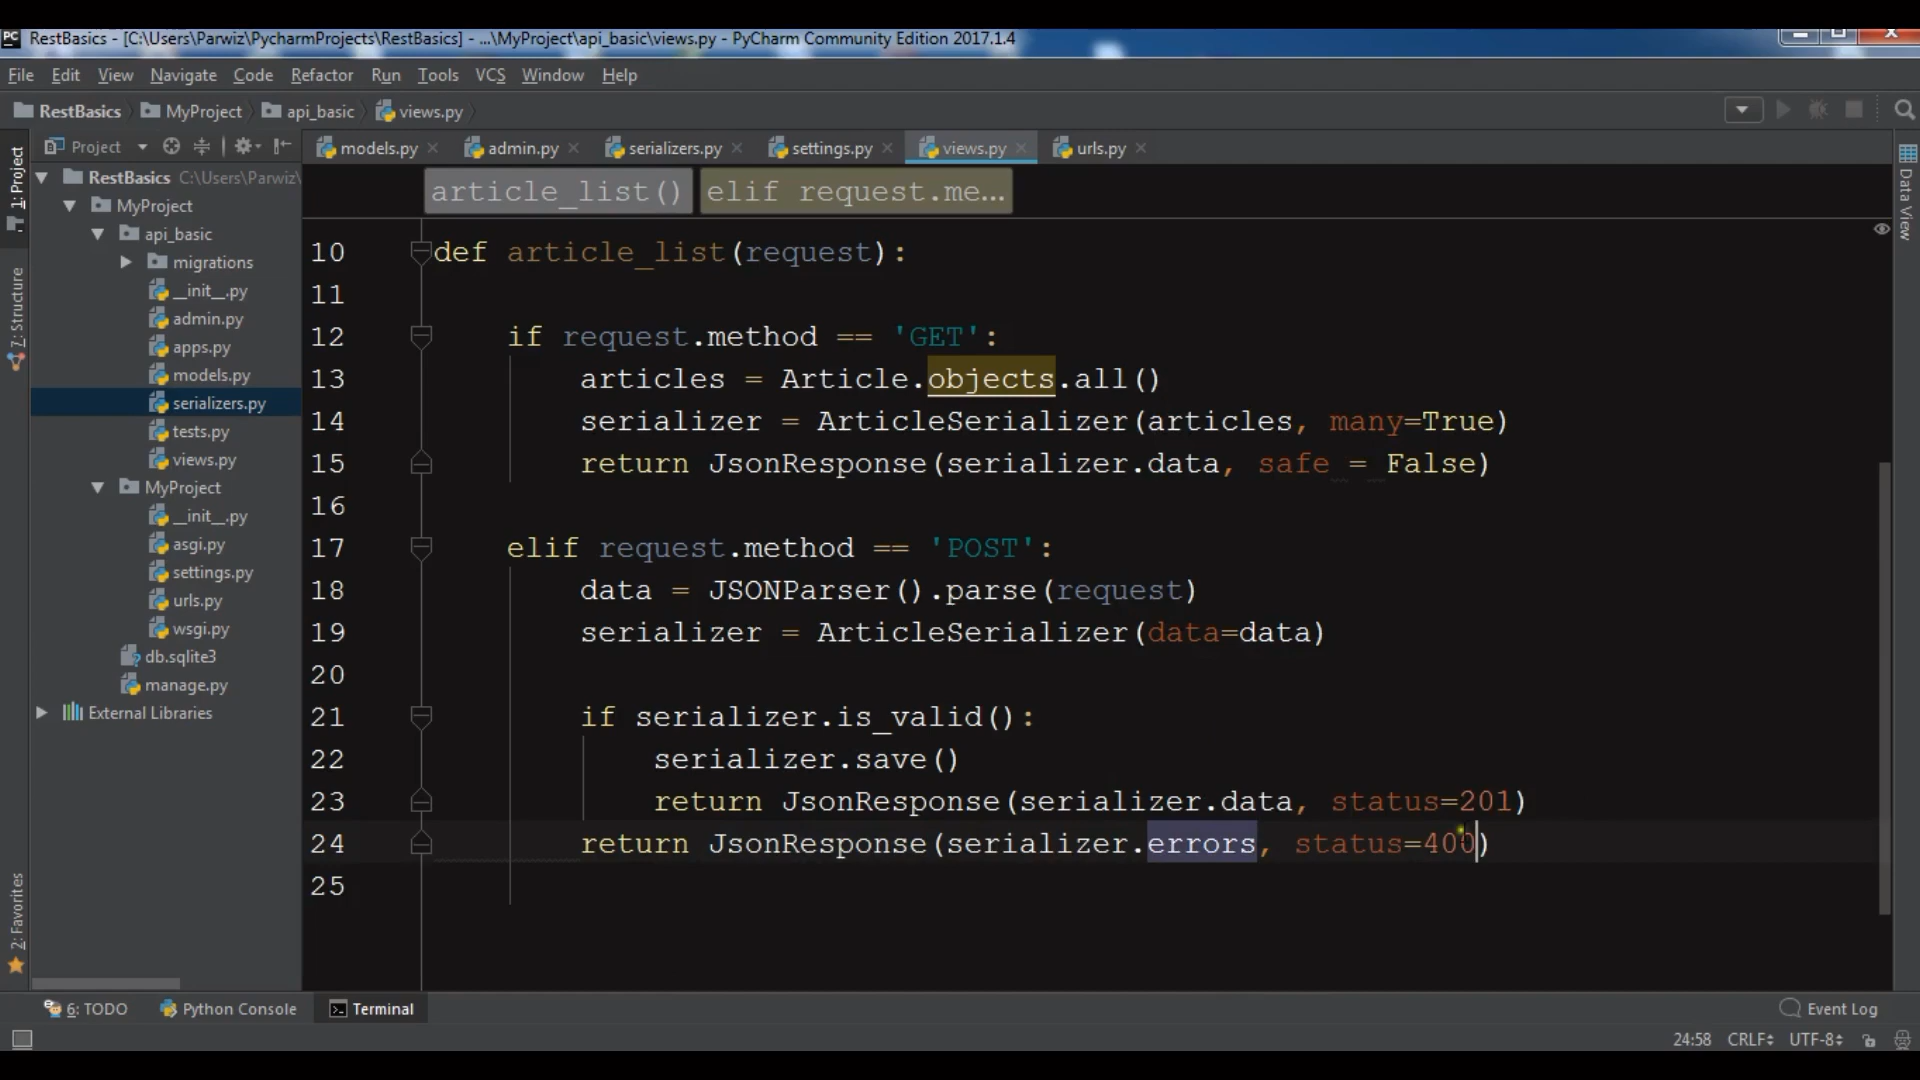 RestBasics - [C:\Users\Parwiz\PycharmProjects\RestBasics] - ...\MyProject\api_basic\views.py - PyCharm Community Edition 2017.1.4
File Edit View Navigate Code Refactor Run Tools VCS Window Help
RestBasics MyProject api_basic views.py
Project models.py admin.py serializers.py settings.py views.py urls.py
1: Project
7: Structure
2: Favorites
RestBasics C:\Users\Parwiz\
MyProject
api_basic
migrations
__init__.py
admin.py
apps.py
models.py
serializers.py
tests.py
views.py
MyProject
__init__.py
asgi.py
settings.py
urls.py
wsgi.py
db.sqlite3
manage.py
External Libraries
article_list() elif request.me...
10 def article_list(request):
11
12 if request.method == 'GET':
13 articles = Article.objects.all()
14 serializer = ArticleSerializer(articles, many=True)
15 return JsonResponse(serializer.data, safe = False)
16
17 elif request.method == 'POST':
18 data = JSONParser().parse(request)
19 serializer = ArticleSerializer(data=data)
20
21 if serializer.is_valid():
22 serializer.save()
23 return JsonResponse(serializer.data, status=201)
24 return JsonResponse(serializer.errors, status=400)
25
Data View
6: TODO Python Console Terminal Event Log
24:58 CRLF UTF-8